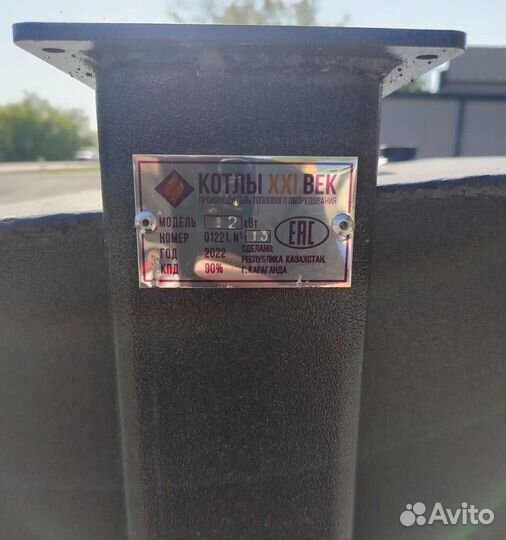 КОТЛЫ XXI ВЕК
ПРОИЗВОДИТЕЛЬ ТЕПЛОВОГО ОБОРУДОВАНИЯ
МОДЕЛЬ 12 кВт
НОМЕР 01221. №- 13
ГОД 2022
КПД 90%
EAC
СДЕЛАНО:
РЕСПУБЛИКА КАЗАХСТАН,
Г. КАРАГАНДА
Avito